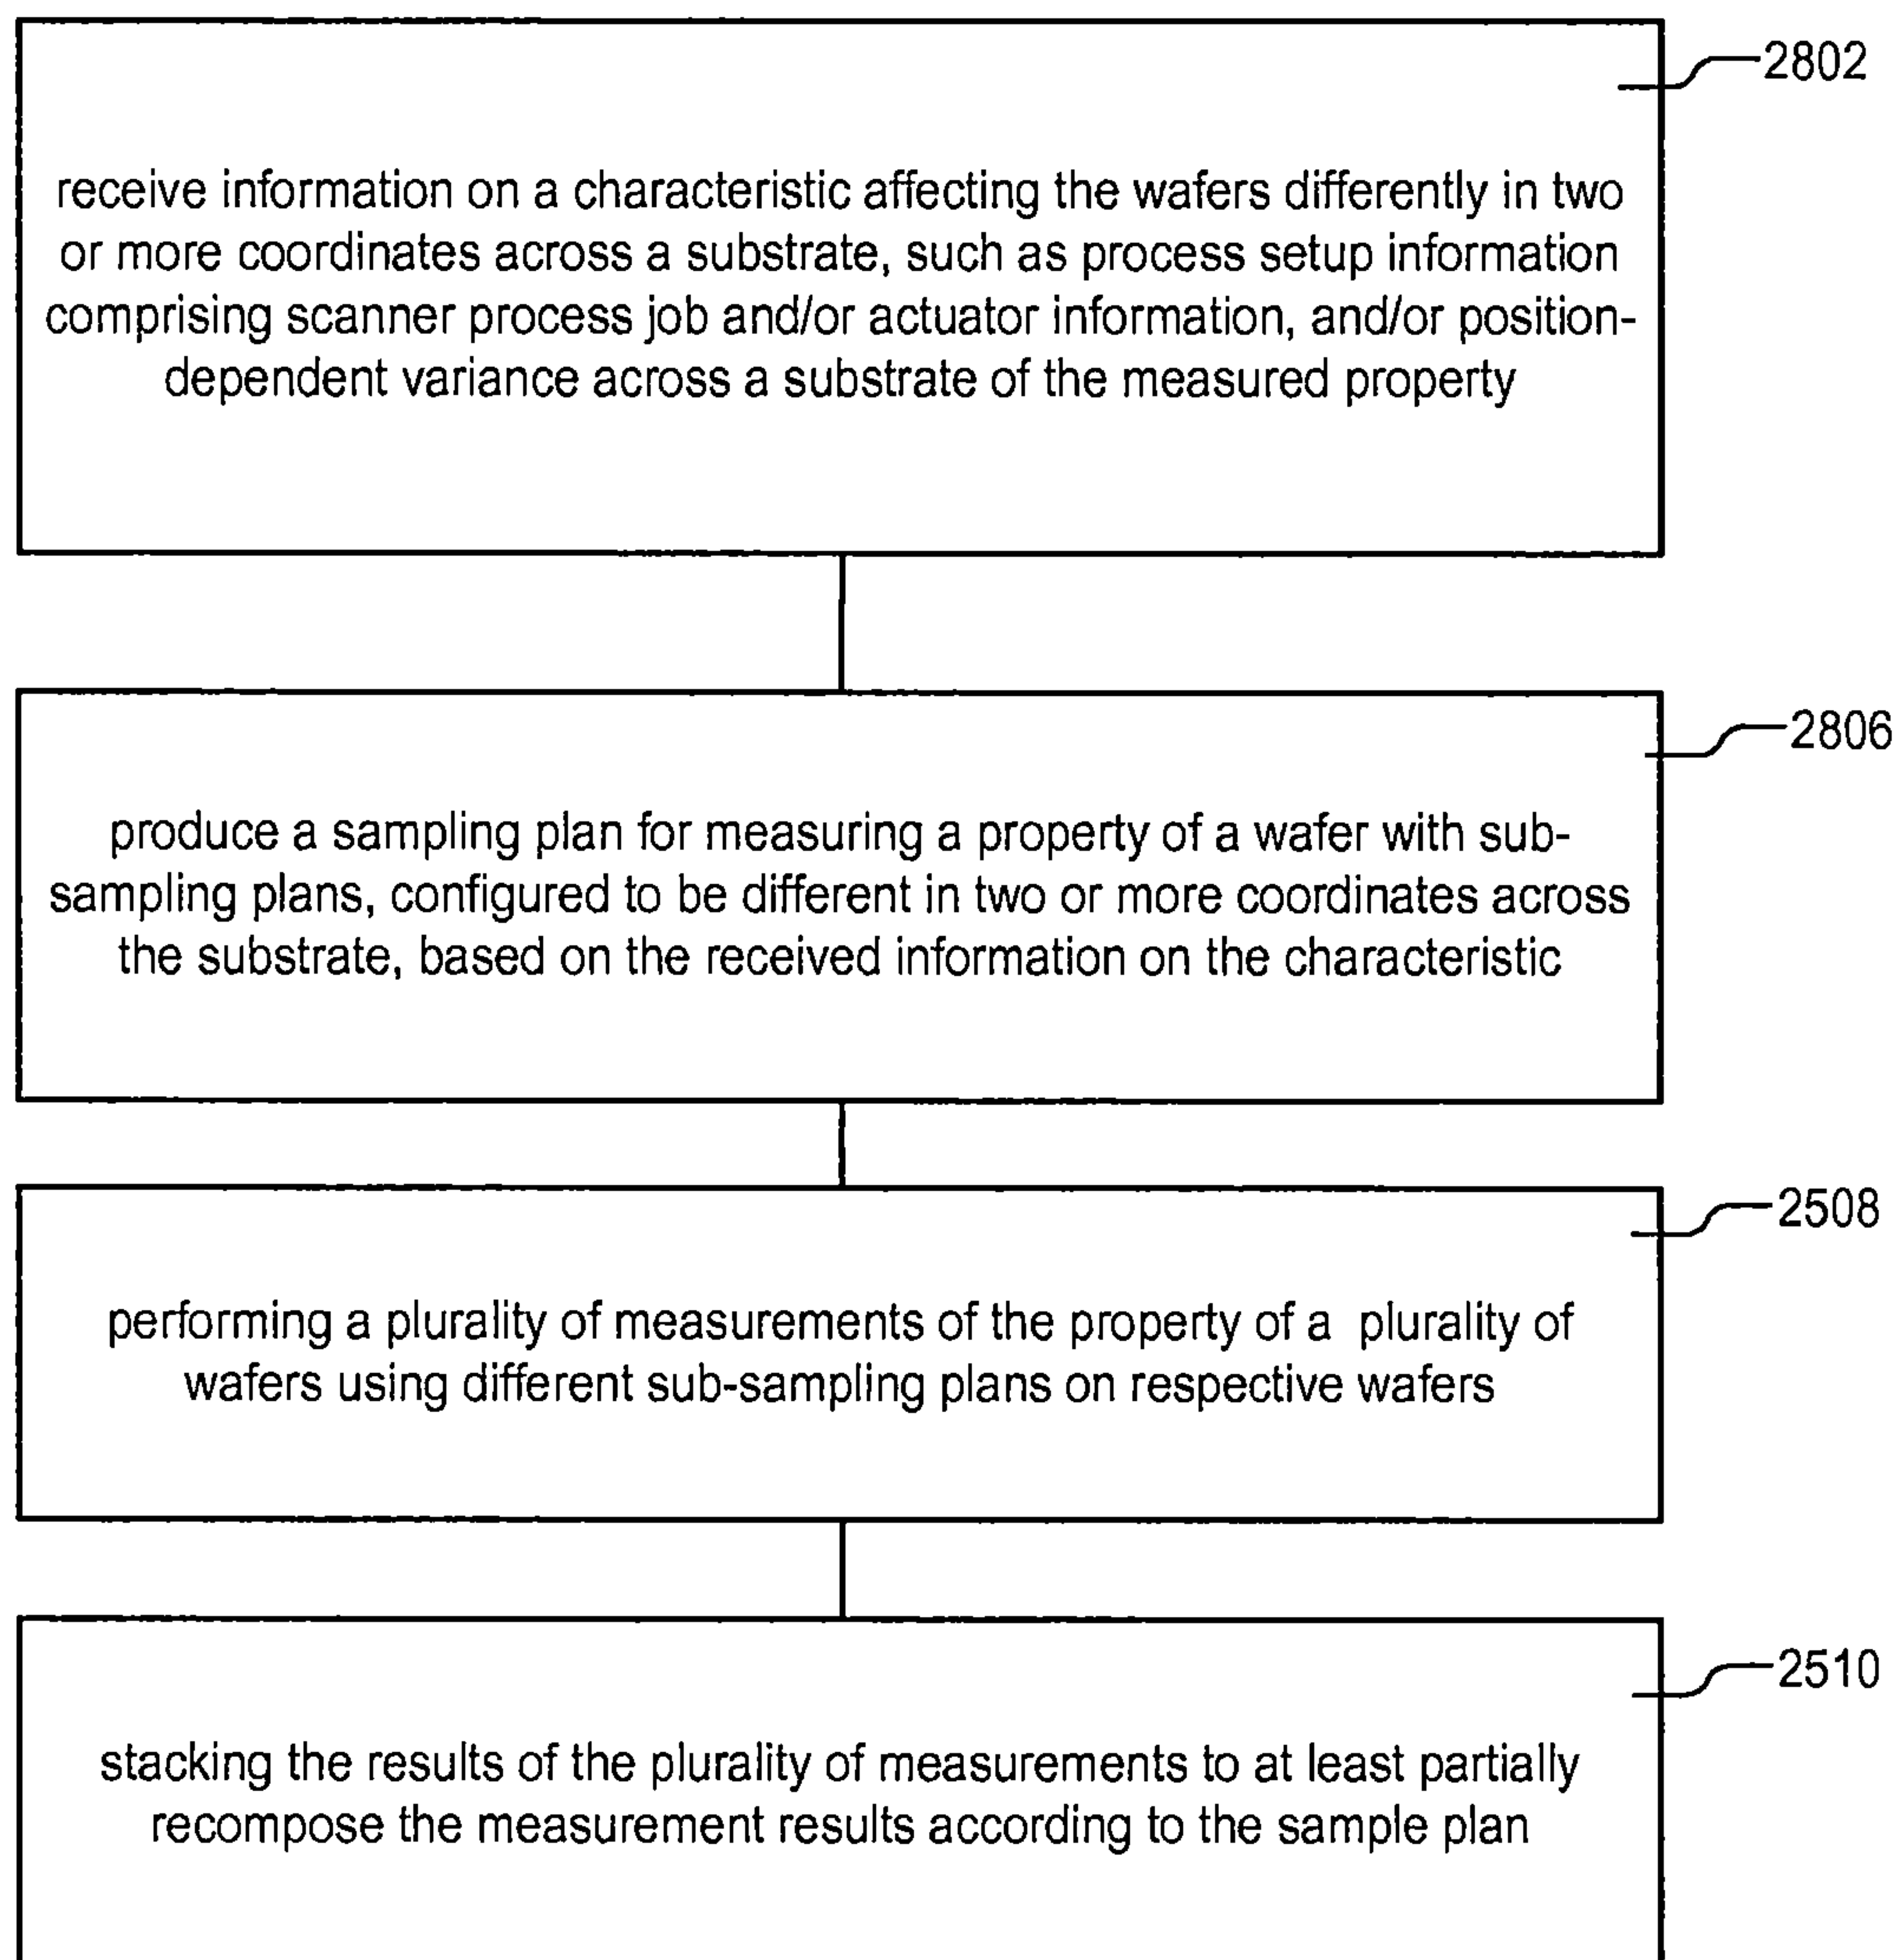 2802
receive information on a characteristic affecting the wafers differently in two
or more coordinates across a substrate, such as process setup information
comprising scanner process job and/or actuator information, and/or position-
dependent variance across a substrate of the measured property
2806
produce a sampling plan for measuring a property of a wafer with sub-
sampling plans, configured to be different in two or more coordinates across
the substrate, based on the received information on the characteristic
2508
performing a plurality of measurements of the property of a plurality of
wafers using different sub-sampling plans on respective wafers
2510
stacking the results of the plurality of measurements to at least partially
recompose the measurement results according to the sample plan